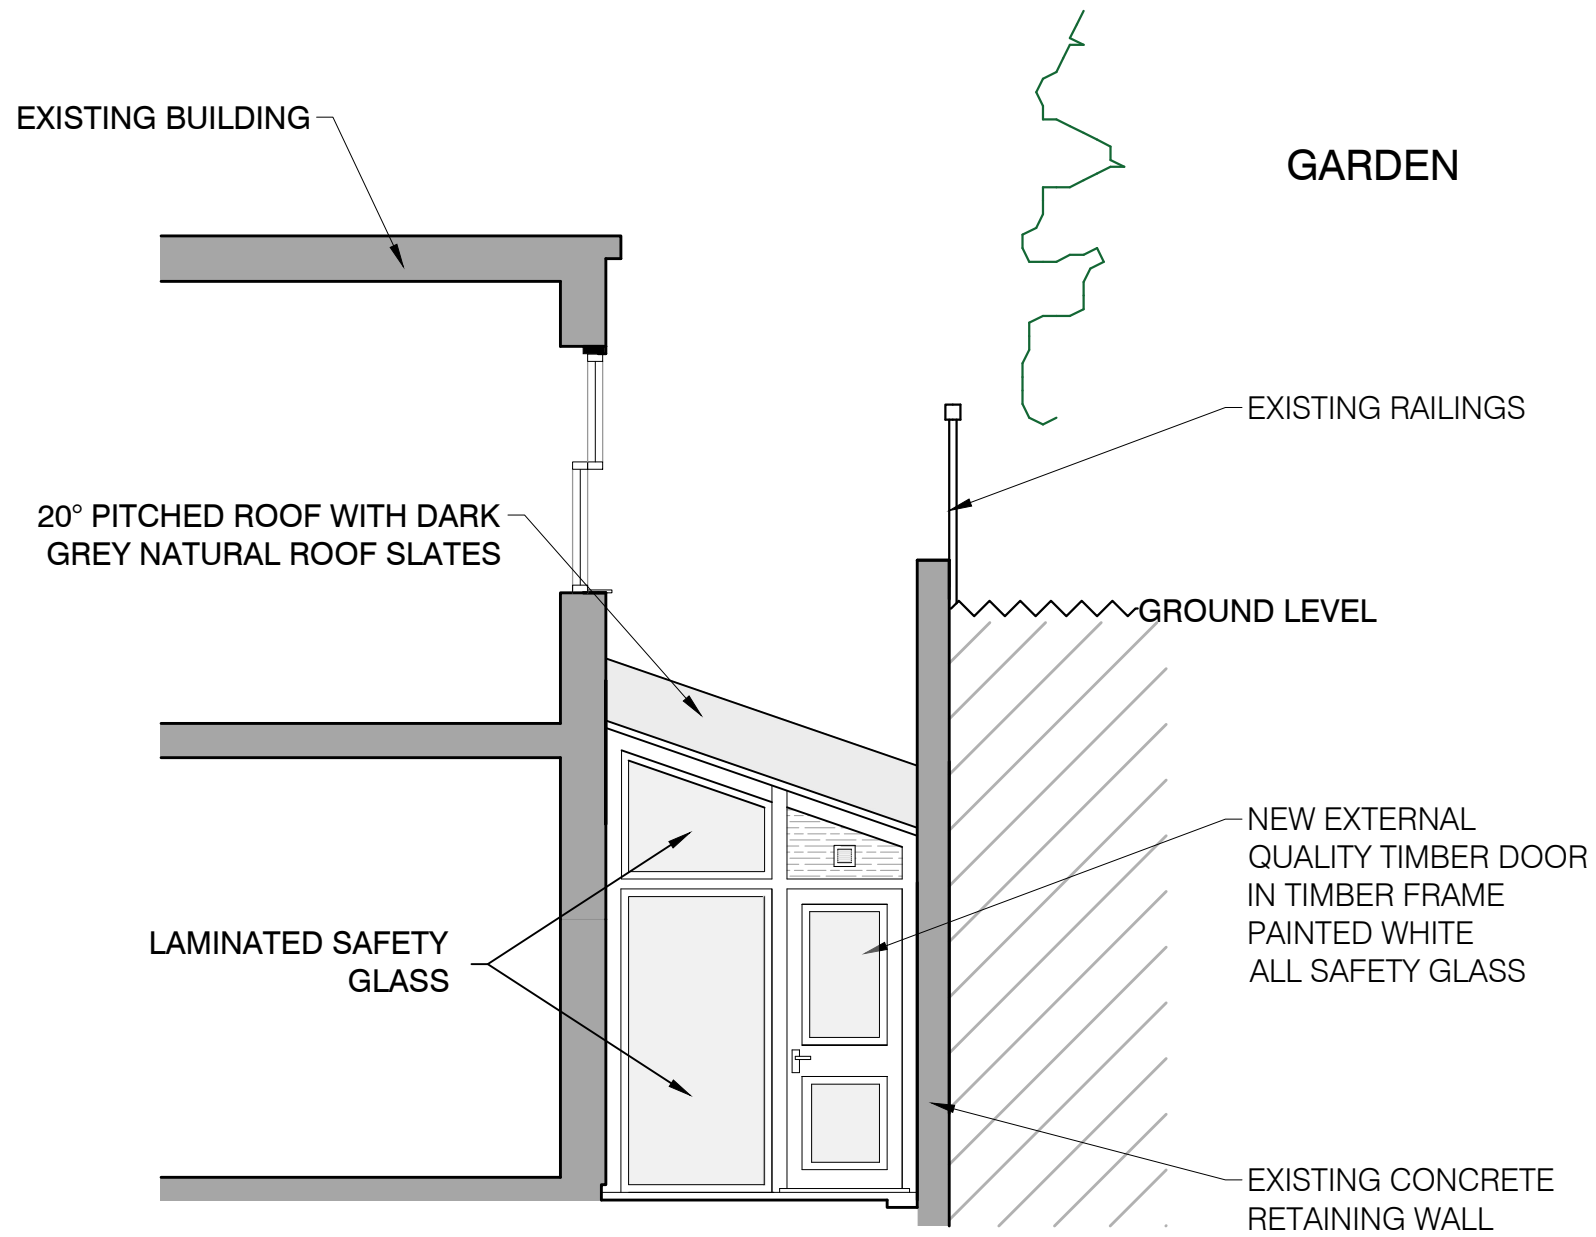 EXISTING BUILDING
GARDEN
EXISTING RAILINGS
20° PITCHED ROOF WITH DARK
GREY NATURAL ROOF SLATES
GROUND LEVEL
NEW EXTERNAL
QUALITY TIMBER DOOR
IN TIMBER FRAME
PAINTED WHITE
ALL SAFETY GLASS
LAMINATED SAFETY
GLASS
EXISTING CONCRETE
RETAINING WALL